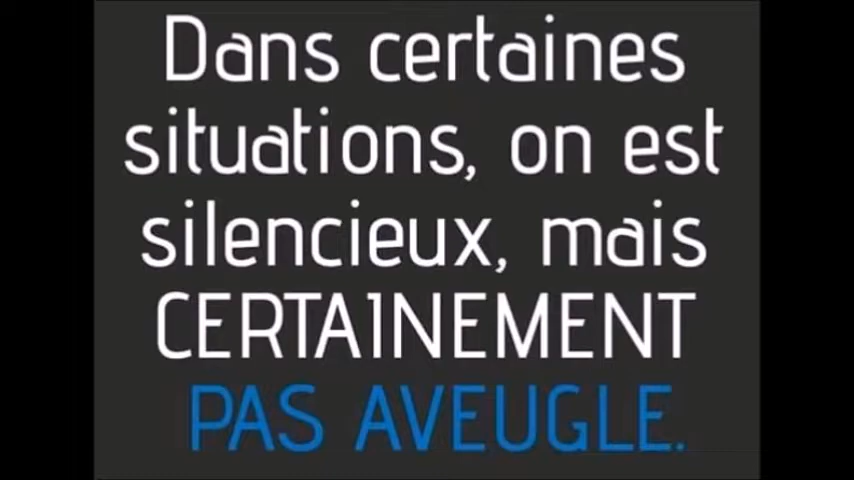 Dans certaines
situations, on est
silencieux, mais
CERTAINEMENT
PAS AVEUGLE.